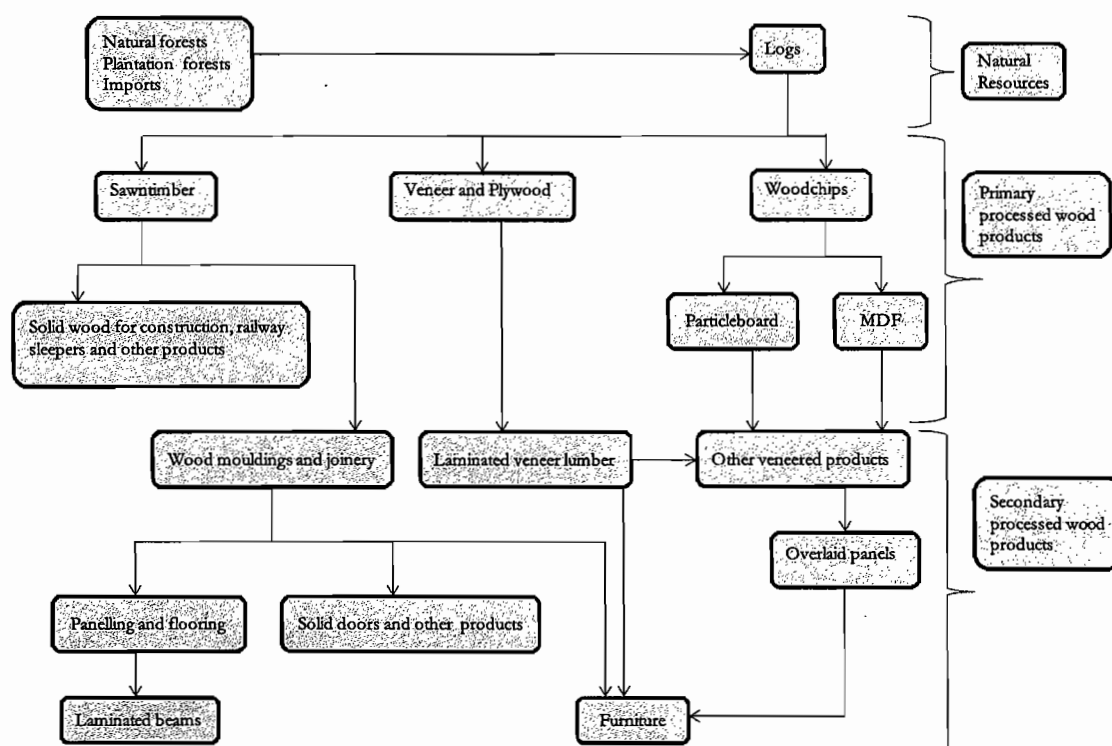 Natural forests
Plantation forests
Imports
Logs
Natural
Resources
Sawntimber
Veneer and Plywood
Woodchips
Primary
processed wood
products
Solid wood for construction, railway
sleepers and other products
Particleboard
MDF
Wood mouldings and joinery
Laminated veneer lumber
Other veneered products
Secondary
processed wood
products
Overlaid panels
Panelling and flooring
Solid doors and other products
Laminated beams
Furniture